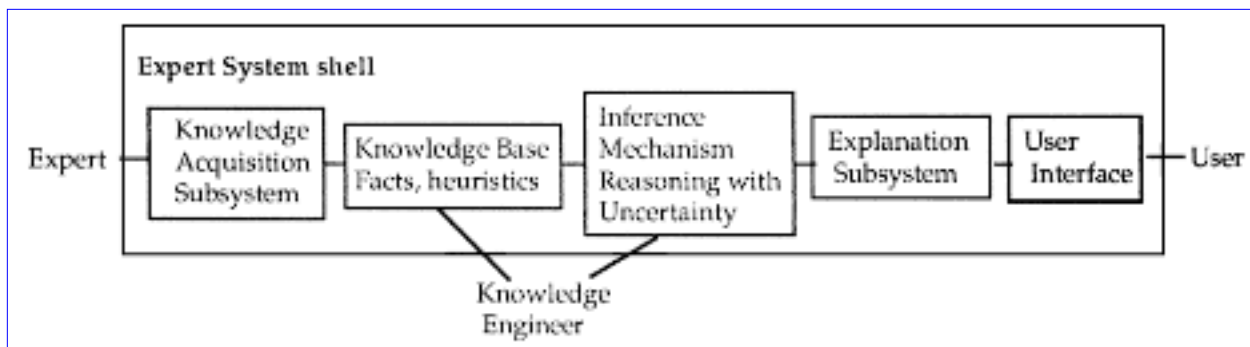 Expert System shell
Expert
Knowledge
Acquisition
Subsystem
Knowledge Base
Facts, heuristics
Inference
Mechanism
Reasoning with
Uncertainty
Explanation
Subsystem
User
Interface
User
Knowledge
Engineer